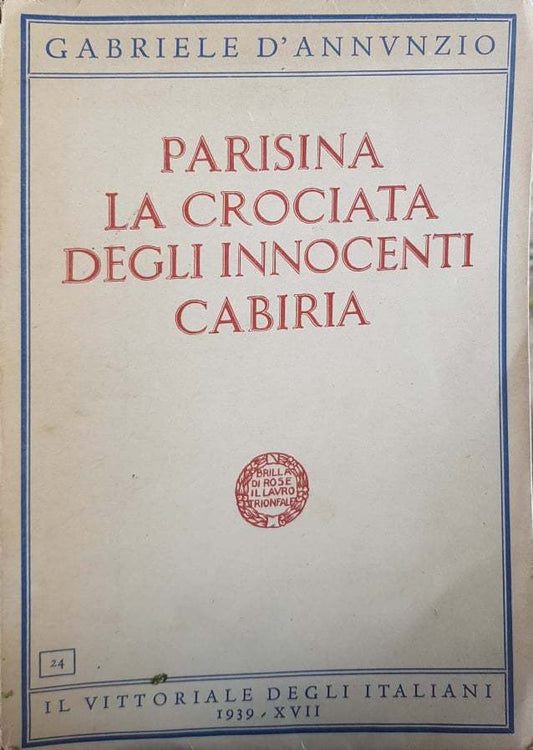 GABRIELE D'ANNVNZIO
PARISINA
LA CROCIATA
DEGLI INNOCENTI
CABIRIA
BRILLA
DI ROSE
IL LAVRO
TRIONFALE
24
IL VITTORIALE DEGLI ITALIANI
1939 - XVII